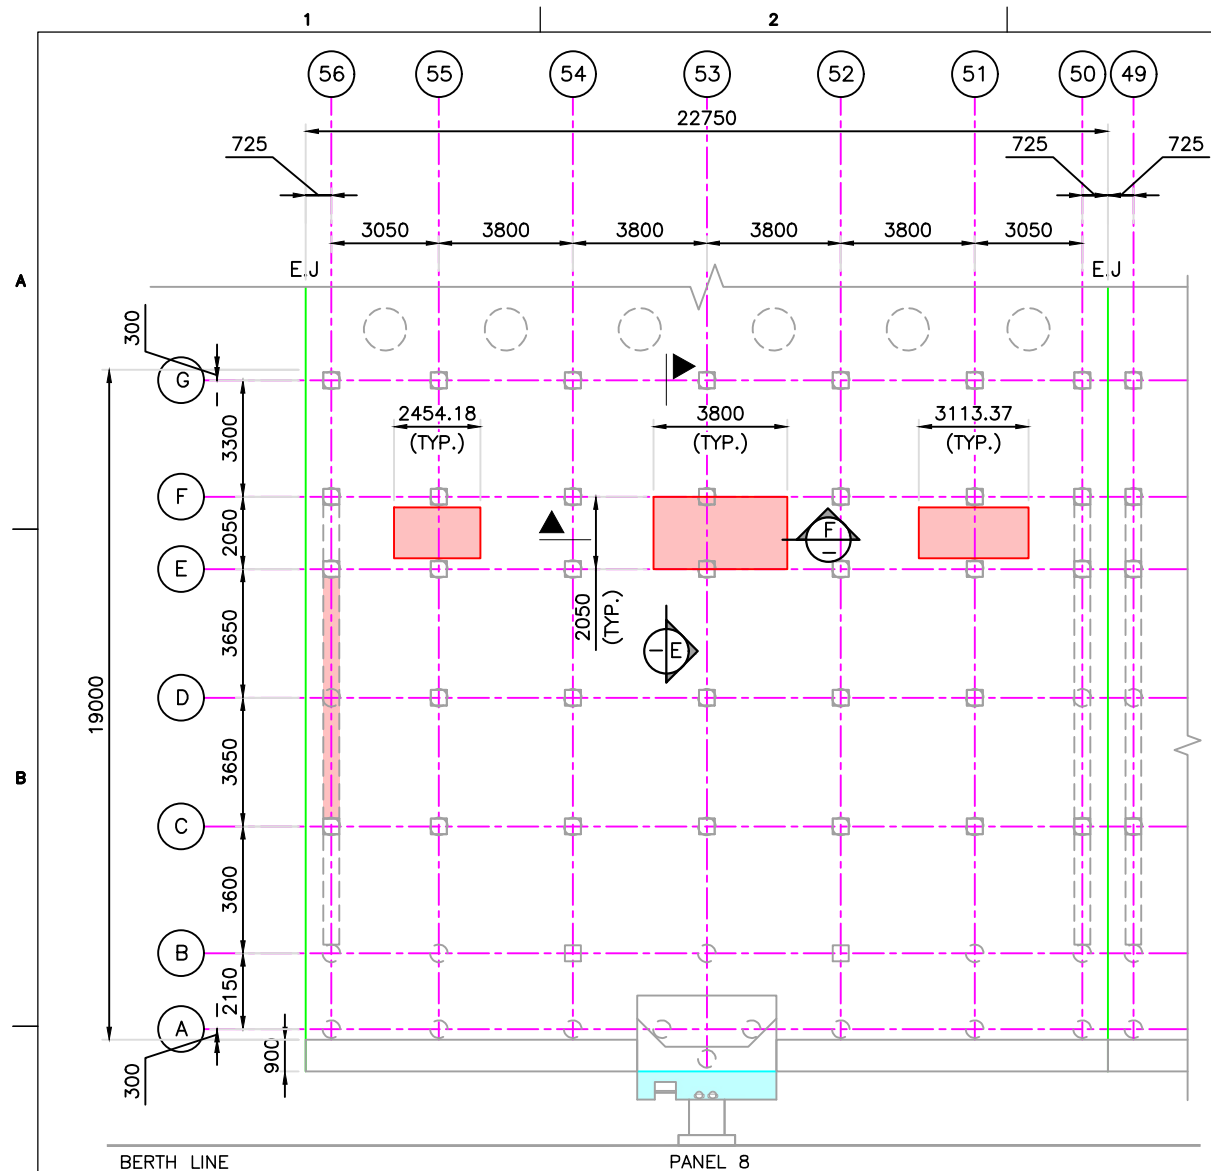 1
2
56
55
54
53
52
51
50
49
22750
725
725
725
3050
3800
3800
3800
3800
3050
E.J
E.J
A
300
G
2454.18
(TYP.)
3800
(TYP.)
3113.37
(TYP.)
3300
F
2050
F
–
E
2050
(TYP.)
3650
– E
D
19000
3650
B
C
3600
B
2150
A
900
300
BERTH LINE
PANEL 8